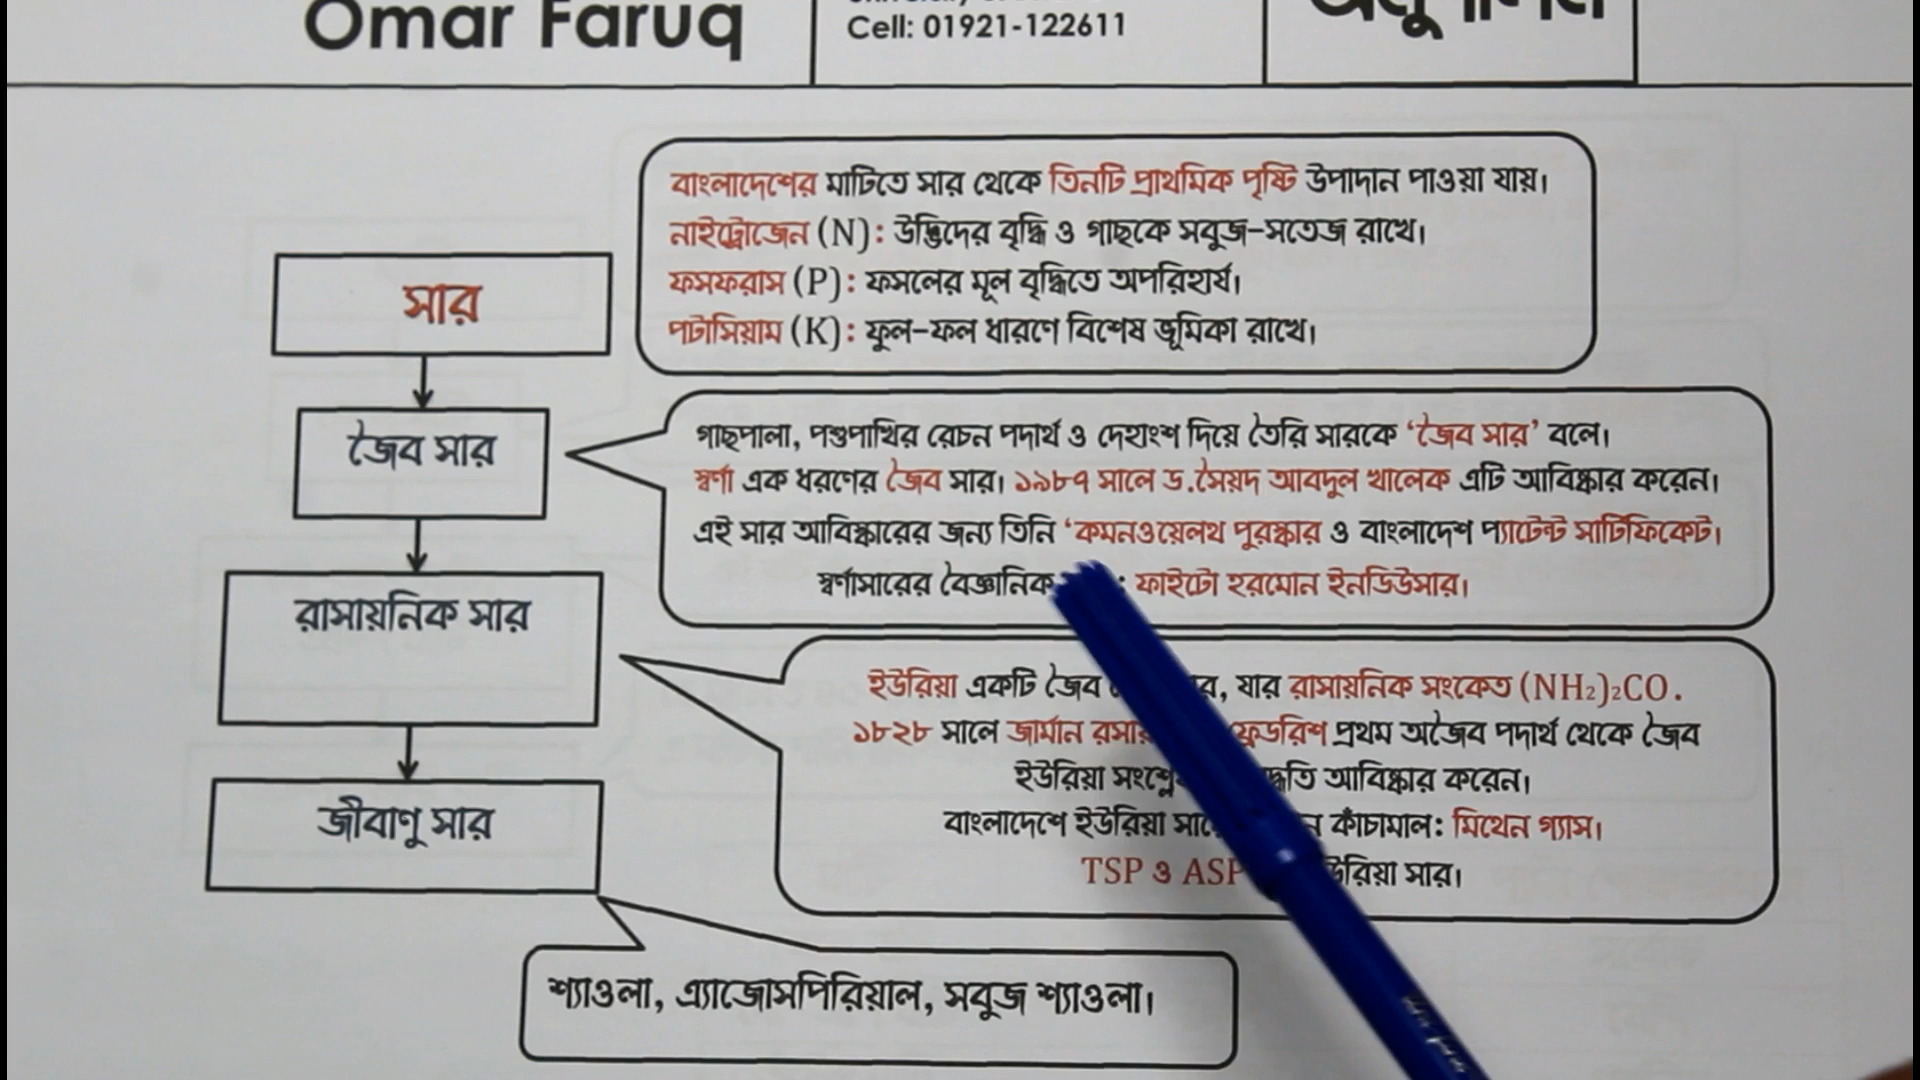 Omar Faruq
Cell: 01921-122611
বাংলাদেশের মাটিতে সার থেকে তিনটি প্রাথমিক পুষ্টি উপাদান পাওয়া যায়।
নাইট্রোজেন (N): উদ্ভিদের বৃদ্ধি ও গাছকে সবুজ-সতেজ রাখে।
ফসফরাস (P): ফসলের মূল বৃদ্ধিতে অপরিহার্য।
পটাসিয়াম (K): ফুল-ফল ধারণে বিশেষ ভূমিকা রাখে।
সার
জৈব সার
গাছপালা, পশুপাখির রেচন পদার্থ ও দেহাংশ দিয়ে তৈরি সারকে ‘জৈব সার’ বলে।
স্বর্ণা এক ধরণের জৈব সার। ১৯৮৭ সালে ড.সৈয়দ আবদুল খালেক এটি আবিষ্কার করেন।
এই সার আবিস্কারের জন্য তিনি ‘কমনওয়েলথ পুরস্কার ও বাংলাদেশ প্যাটেন্ট সার্টিফিকেট।
স্বর্ণাসারের বৈজ্ঞানিক : ফাইটো হরমোন ইনডিউসার।
রাসায়নিক সার
ইউরিয়া একটি জৈব যার রাসায়নিক সংকেত (NH₂)₂CO.
১৮২৮ সালে জার্মান ফ্রেডরিশ প্রথম অজৈব পদার্থ থেকে জৈব
ইউরিয়া আবিষ্কার করেন।
বাংলাদেশে ইউরিয়া কাঁচামাল: মিথেন গ্যাস।
TSP ও সার।
জীবাণু সার
শ্যাওলা, এ্যাজোসপিরিয়াল, সবুজ শ্যাওলা।